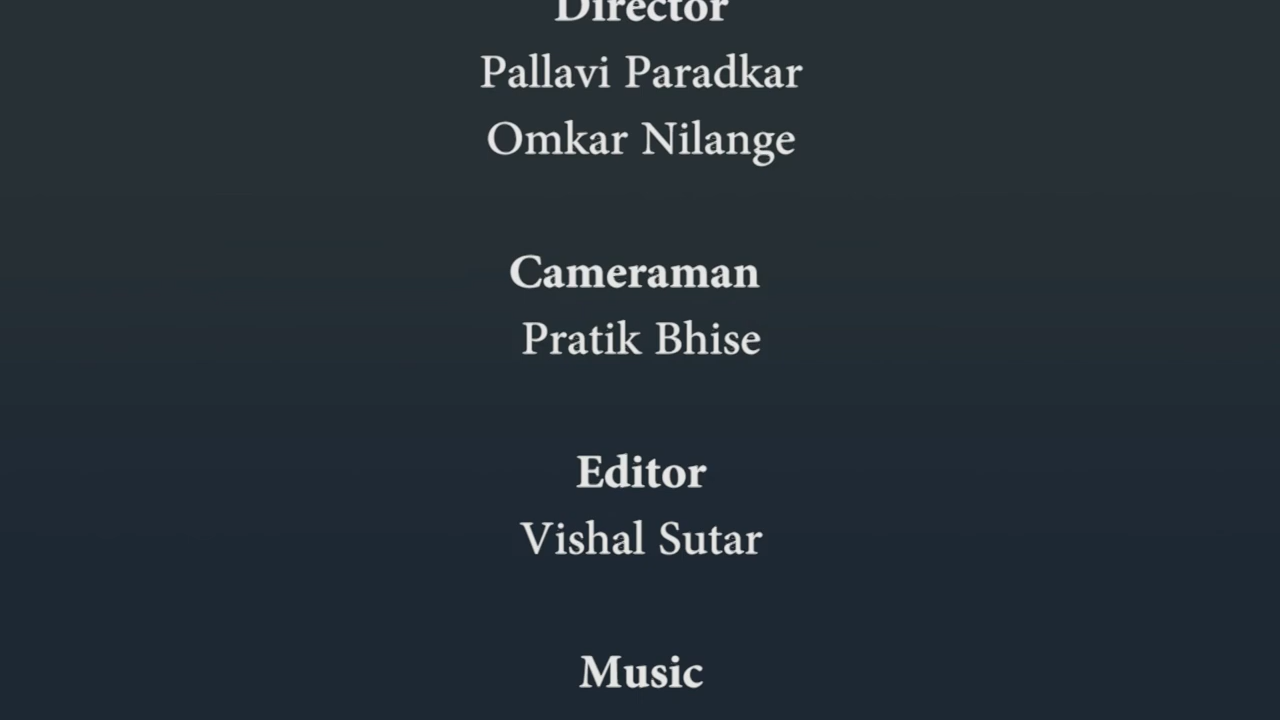 Director
Pallavi Paradkar
Omkar Nilange
Cameraman
Pratik Bhise
Editor
Vishal Sutar
Music